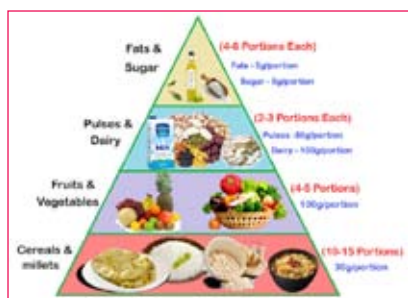 Fats &
Sugar
(4-6 Portions Each)
Fats - 5g/portion
Sugar - 5g/portion
Pulses &
Dairy
(2-3 Portions Each)
Pulses -30g/portion
Dairy - 100g/portion
Fruits &
Vegetables
(4-5 Portions)
100g/portion
Cereals &
millets
(10-15 Portions)
30g/portion